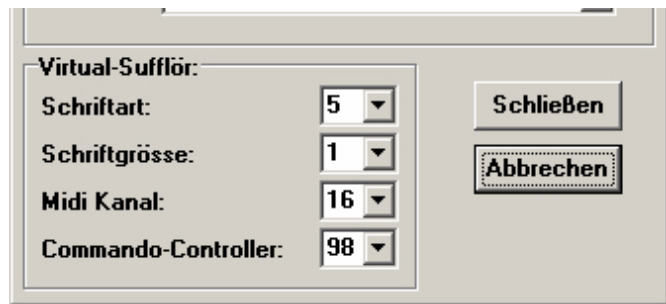 Virtual-Sufflör:
Schriftart: 5
Schriftgrösse: 1
Midi Kanal: 16
Commando-Controller: 98
Schließen
Abbrechen